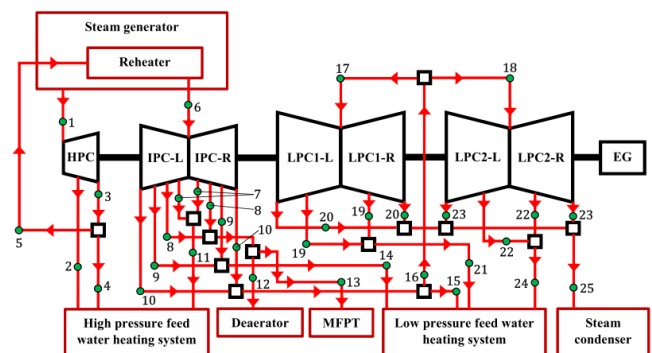 Steam generator
Reheater
17
18
6
1
HPC
IPC-L
IPC-R
LPC1-L
LPC1-R
LPC2-L
LPC2-R
EG
3
7
8
9
10
20
19
20
23
22
23
5
8
11
19
22
2
9
14
21
4
10
12
13
16
15
24
25
High pressure feed
water heating system
Deaerator
MFPT
Low pressure feed water
heating system
Steam
condenser